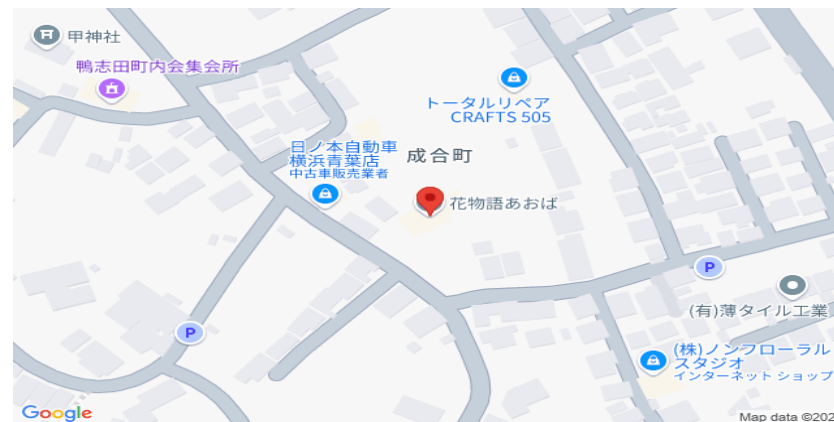 甲神社
鴨志田町内会集会所
トータルリペア
CRAFTS 505
日ノ本自動車
横浜青葉店
中古車販売業者
成合町
花物語あおば
P
(有)薄タイル工業
P
(株)ノンフローラル
スタジオ
インターネット ショップ
Google
Map data ©202